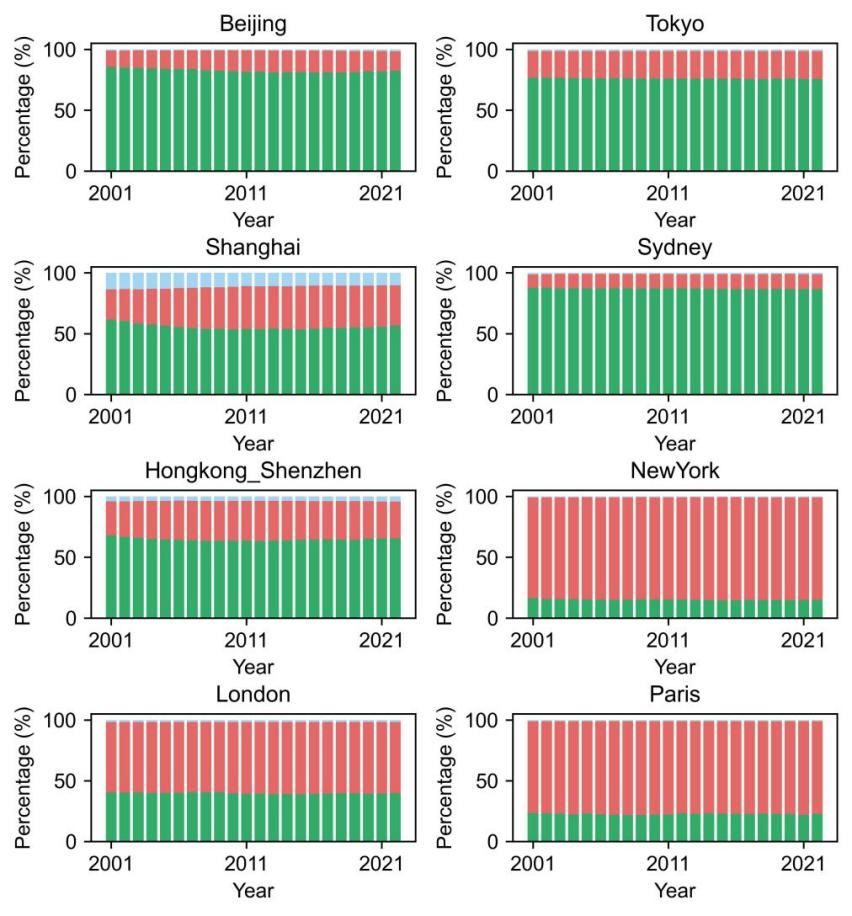 Beijing
Percentage (%)
100
50
0
2001
2011
2021
Year
Tokyo
Percentage (%)
100
50
0
2001
2011
2021
Year
Shanghai
Percentage (%)
100
50
0
2001
2011
2021
Year
Sydney
Percentage (%)
100
50
0
2001
2011
2021
Year
Hongkong_Shenzhen
Percentage (%)
100
50
0
2001
2011
2021
Year
NewYork
Percentage (%)
100
50
0
2001
2011
2021
Year
London
Percentage (%)
100
50
0
2001
2011
2021
Year
Paris
Percentage (%)
100
50
0
2001
2011
2021
Year